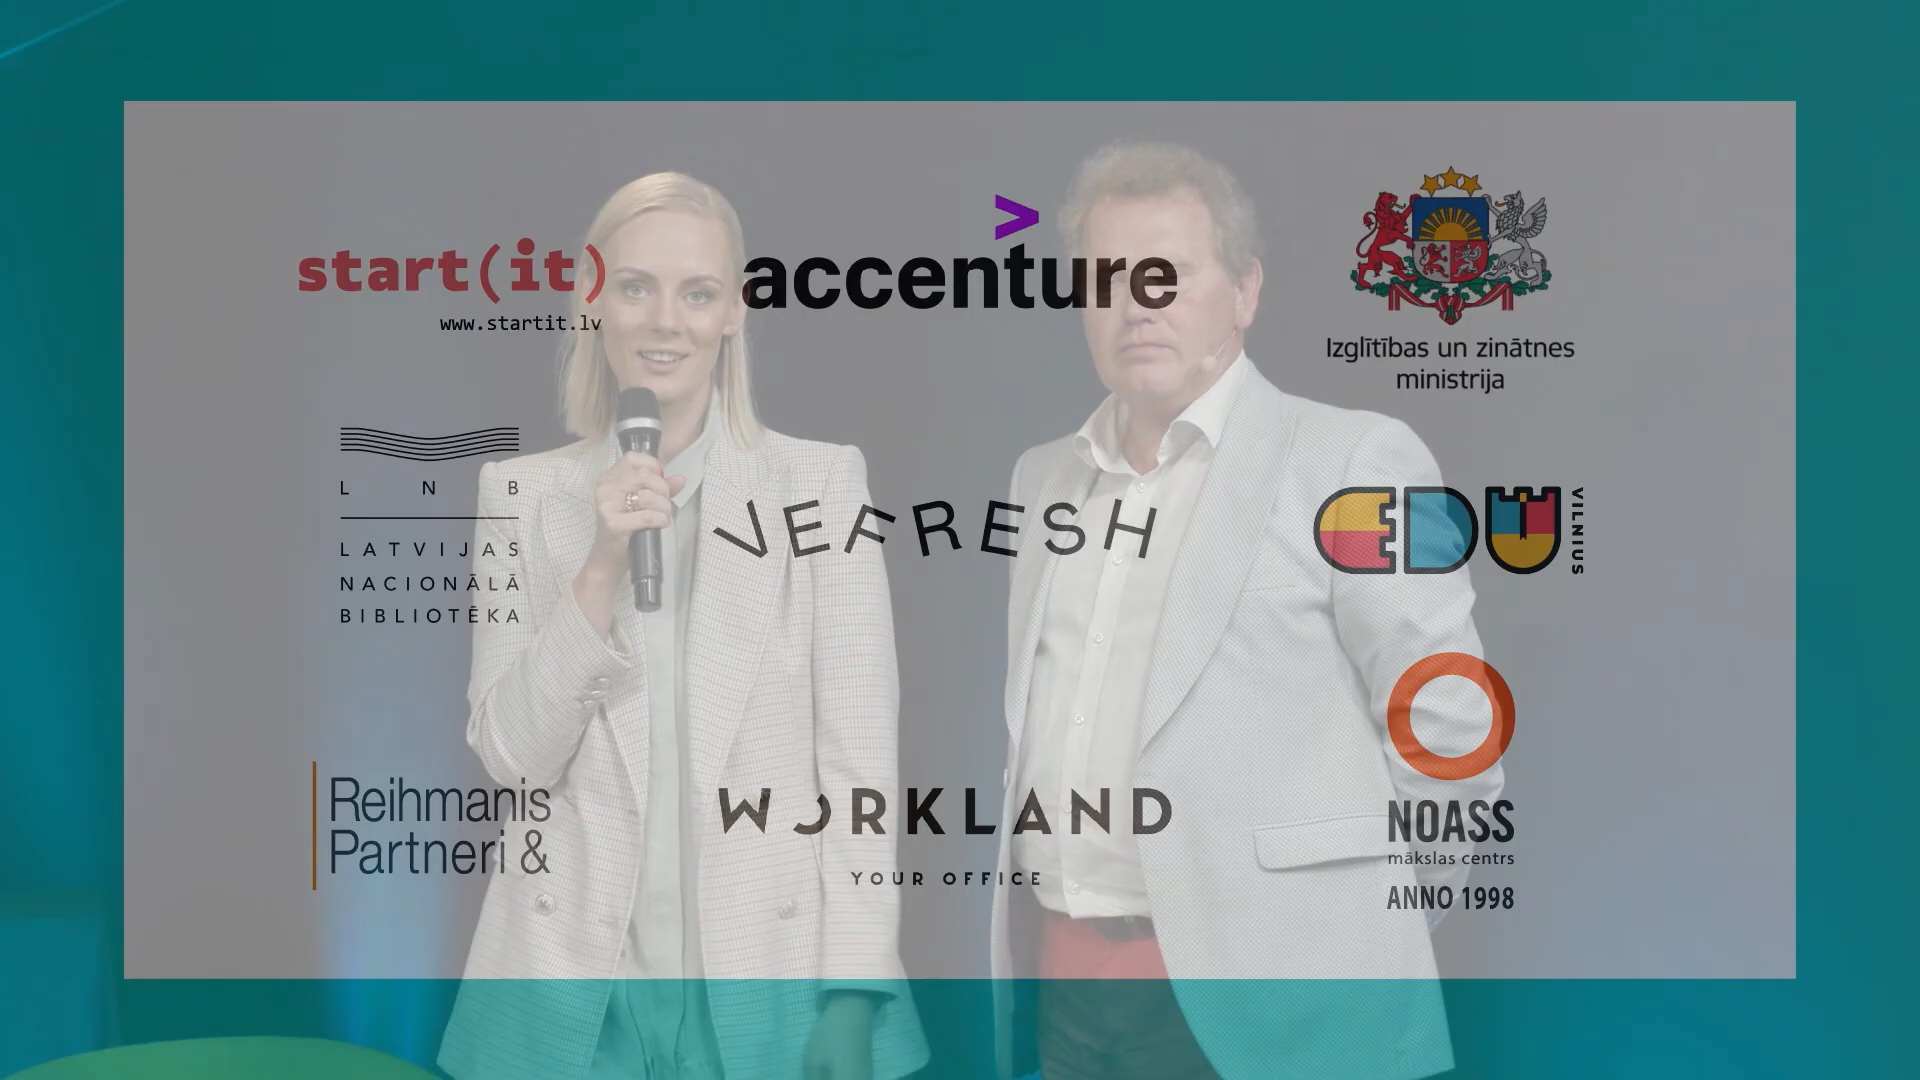 start(it)
www.startit.lv
accenture
Izglītības un zinātnes
ministrija
L N B
LATVIJAS
NACIONĀLĀ
BIBLIOTĒKA
VEFRESH
EDU
VILNIUS
Reihmanis
Partneri &
WORKLAND
YOUR OFFICE
NOASS
mākslas centrs
ANNO 1998